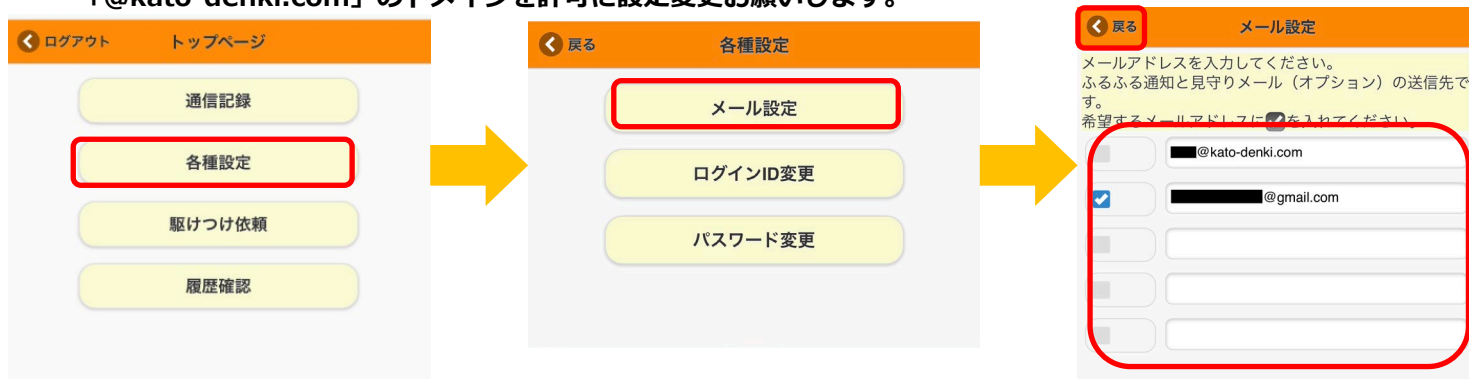 「@kato-denki.com」のドメインを許可に設定変更お願いします。
ログアウト
トップページ
通信記録
各種設定
駆けつけ依頼
履歴確認
戻る
各種設定
メール設定
ログインID変更
パスワード変更
戻る
メール設定
メールアドレスを入力してください。
ふるふる通知と見守りメール（オプション）の送信先で
す。
希望するメールアドレスに✓を入れてください。
@kato-denki.com
@gmail.com